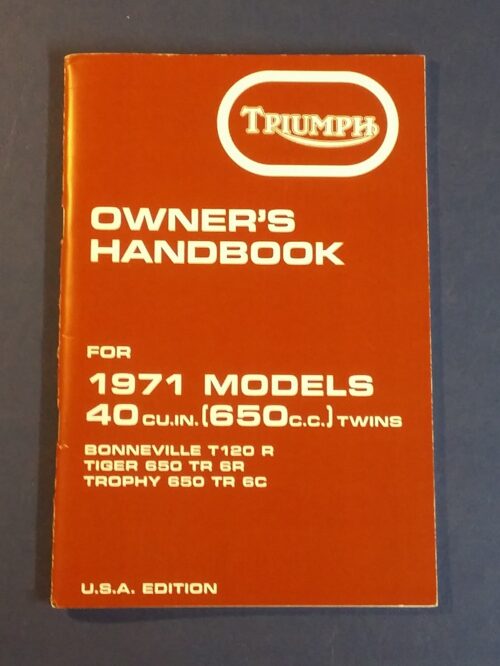 TRIUMPH
OWNER'S
HANDBOOK
FOR
1971 MODELS
40 CU.IN. (650 C.C.) TWINS
BONNEVILLE T120 R
TIGER 650 TR 6R
TROPHY 650 TR 6C
U.S.A. EDITION